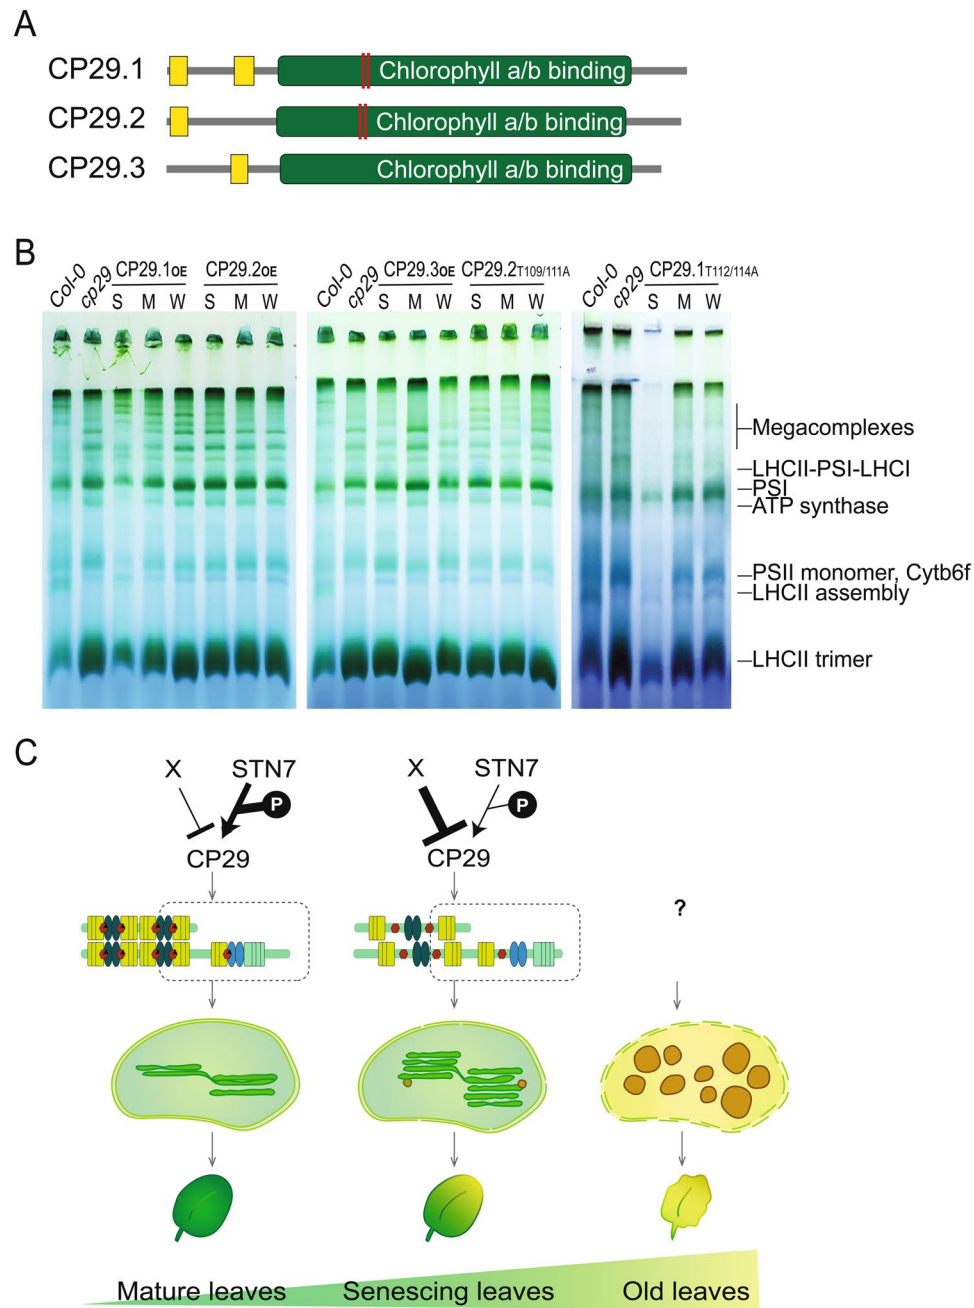 A
CP29.1
Chlorophyll a/b binding
CP29.2
Chlorophyll a/b binding
CP29.3
Chlorophyll a/b binding
B
Col-0 cp29 CP29.1OE CP29.2OE
S M W S M W
Col-0 cp29 CP29.3OE CP29.2T109/111A
S M W S M W
Col-0 cp29 CP29.1T112/114A
S M W
Megacomplexes
LHCII-PSI-LHCI
PSI
ATP synthase
PSII monomer, Cytb6f
LHCII assembly
LHCII trimer
C
X STN7 X STN7
P P
CP29 CP29
?
Mature leaves Senescing leaves Old leaves